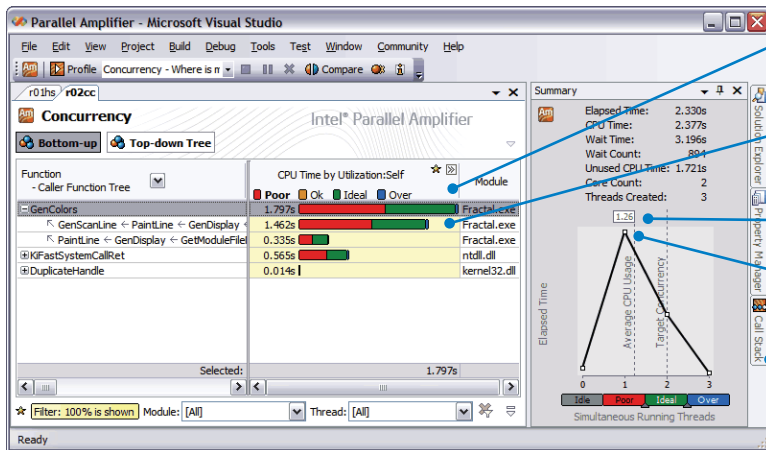 Parallel Amplifier - Microsoft Visual Studio
File Edit View Project Build Debug Tools Test Window Community Help
Am Profile Concurrency - Where is m Compare
r01hs r02cc
Am Concurrency Intel® Parallel Amplifier
Bottom-up Top-down Tree
Function
- Caller Function Tree
CPU Time by Utilization:Self
Module
Poor Ok Ideal Over
GenColors 1.797s Fractal.exe
GenScanLine ← PaintLine ← GenDisplay ← 1.462s Fractal.exe
PaintLine ← GenDisplay ← GetModuleFileI 0.335s Fractal.exe
KiFastSystemCallRet 0.565s ntdll.dll
DuplicateHandle 0.014s kernel32.dll
Selected: 1.797s
Filter: 100% is shown Module: [All] Thread: [All]
Ready
Summary
Am
Elapsed Time: 2.330s
CPU Time: 2.377s
Wait Time: 3.196s
Wait Count: 894
Unused CPU Time: 1.721s
Core Count: 2
Threads Created: 3
1.26
Elapsed Time
Average CPU Usage
Target Concurrency
0 1 2 3
Idle Poor Ideal Over
Simultaneous Running Threads
Solution Explorer
Property Manager
Call Stack